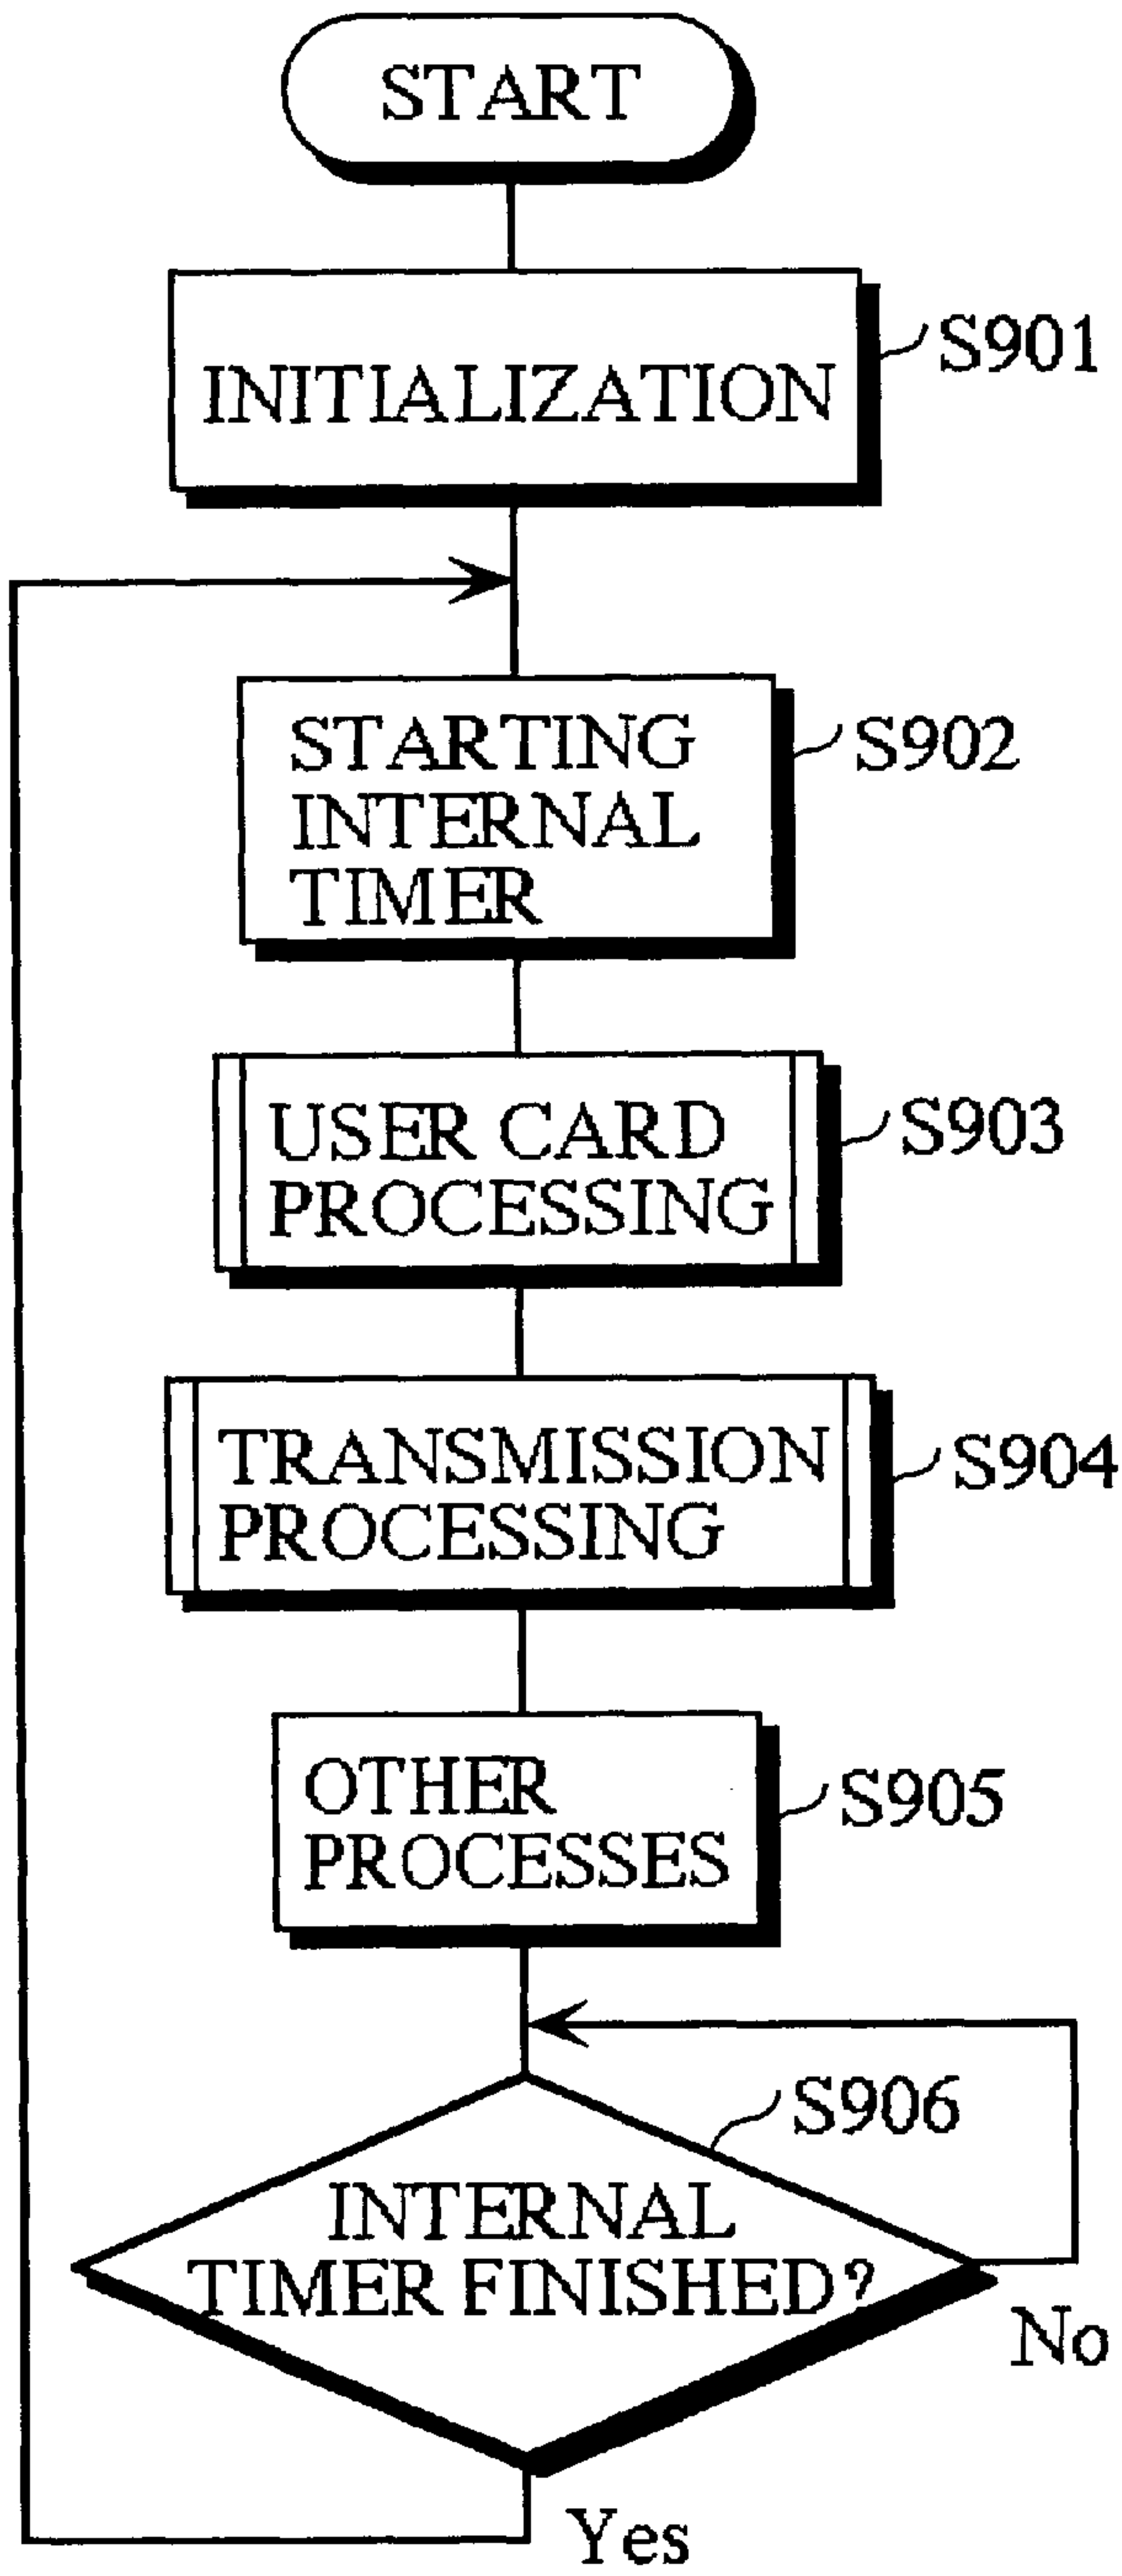 START
INITIALIZATION
S901
STARTING
INTERNAL
TIMER
S902
USER CARD
PROCESSING
S903
TRANSMISSION
PROCESSING
S904
OTHER
PROCESSES
S905
S906
INTERNAL
TIMER FINISHED?
No
Yes